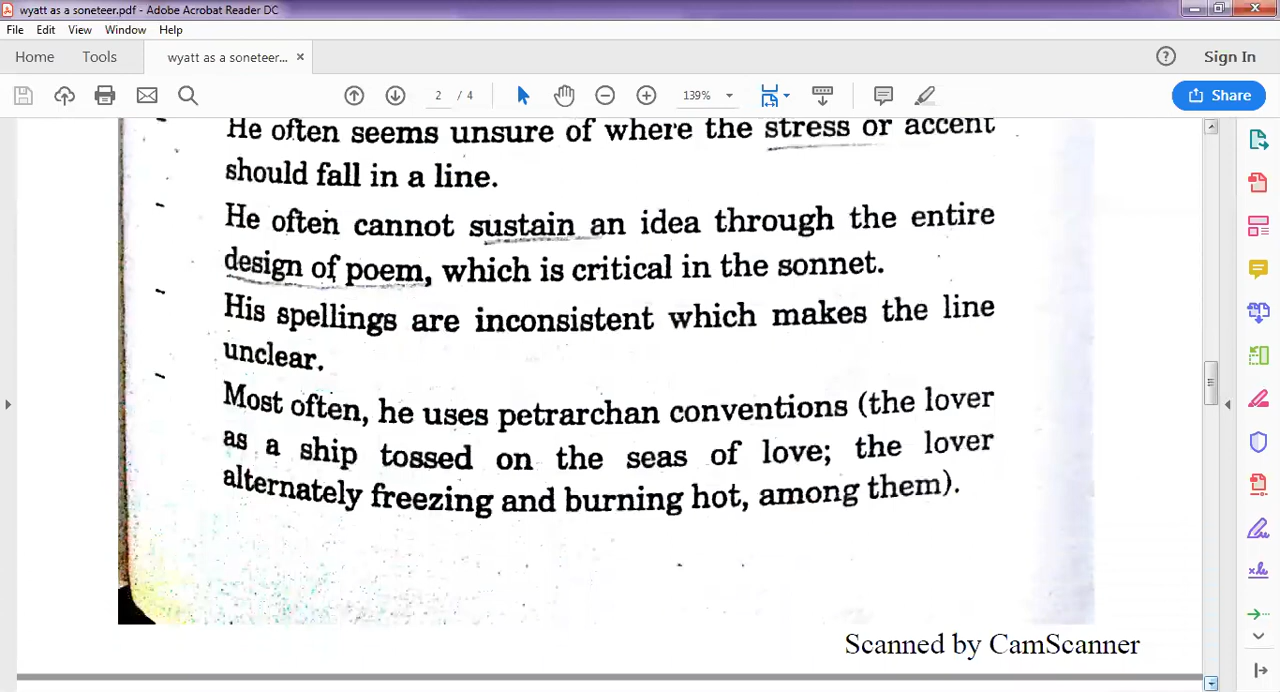 wyatt as a soneteer.pdf - Adobe Acrobat Reader DC
File Edit View Window Help
Home Tools wyatt as a soneteer... ×
Sign In
2 / 4 139% Share
- He often seems unsure of where the stress or accent
should fall in a line.
- He often cannot sustain an idea through the entire
design of poem, which is critical in the sonnet.
- His spellings are inconsistent which makes the line
unclear.
- Most often, he uses petrarchan conventions (the lover
as a ship tossed on the seas of love; the lover
alternately freezing and burning hot, among them).
Scanned by CamScanner